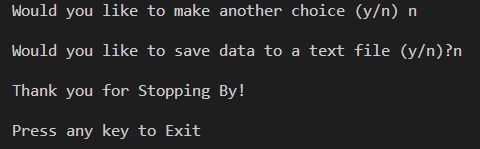 Would you like to make another choice (y/n) n
Would you like to save data to a text file (y/n)?n
Thank you for Stopping By!
Press any key to Exit